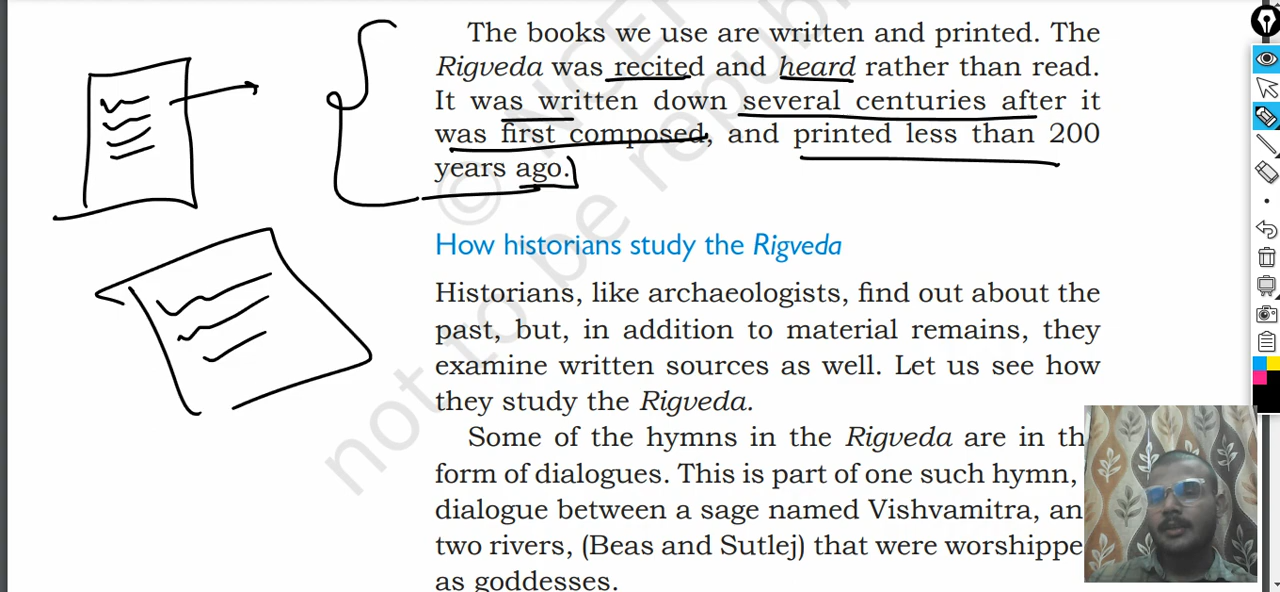 The books we use are written and printed. The
Rigveda was recited and heard rather than read.
It was written down several centuries after it
was first composed, and printed less than 200
years ago.
How historians study the Rigveda
Historians, like archaeologists, find out about the
past, but, in addition to material remains, they
examine written sources as well. Let us see how
they study the Rigveda.
Some of the hymns in the Rigveda are in th
form of dialogues. This is part of one such hymn,
dialogue between a sage named Vishvamitra, an
two rivers, (Beas and Sutlej) that were worshippe
as goddesses.
© NCER
not to be republi